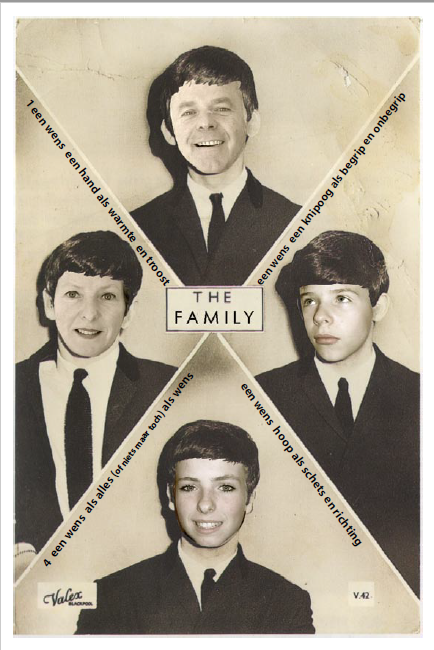 1 een wens een hand als warmte en troost
een wens een knipoog als begrip en onbegrip
THE
FAMILY
4 een wens als alles (of niets maar toch) als wens
een wens hoop als schets en richting
Valex
BLACKPOOL
V.42